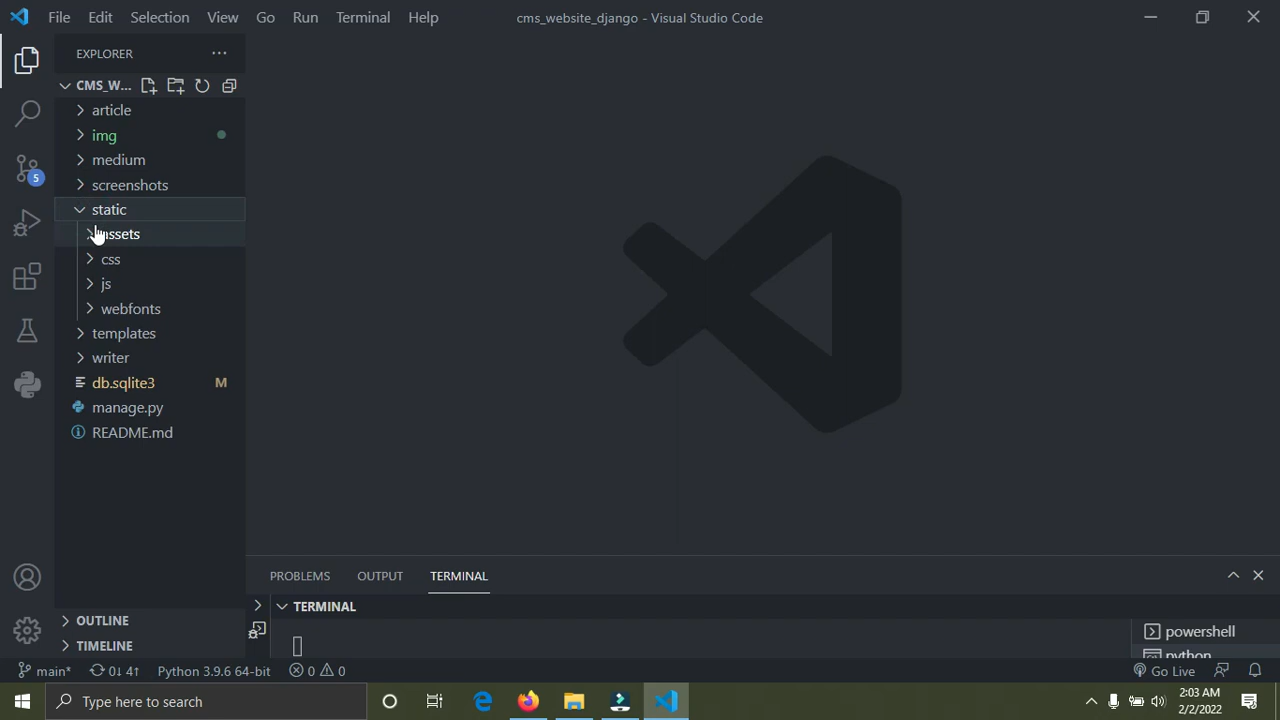 File Edit Selection View Go Run Terminal Help
cms_website_django - Visual Studio Code
EXPLORER
CMS_W...
article
img
medium
screenshots
static
assets
css
js
webfonts
templates
writer
db.sqlite3 M
manage.py
README.md
OUTLINE
TIMELINE
5
PROBLEMS OUTPUT TERMINAL
TERMINAL
powershell
python
main* 0↓ 4↑ Python 3.9.6 64-bit 0 0 Go Live
Type here to search
2:03 AM
2/2/2022